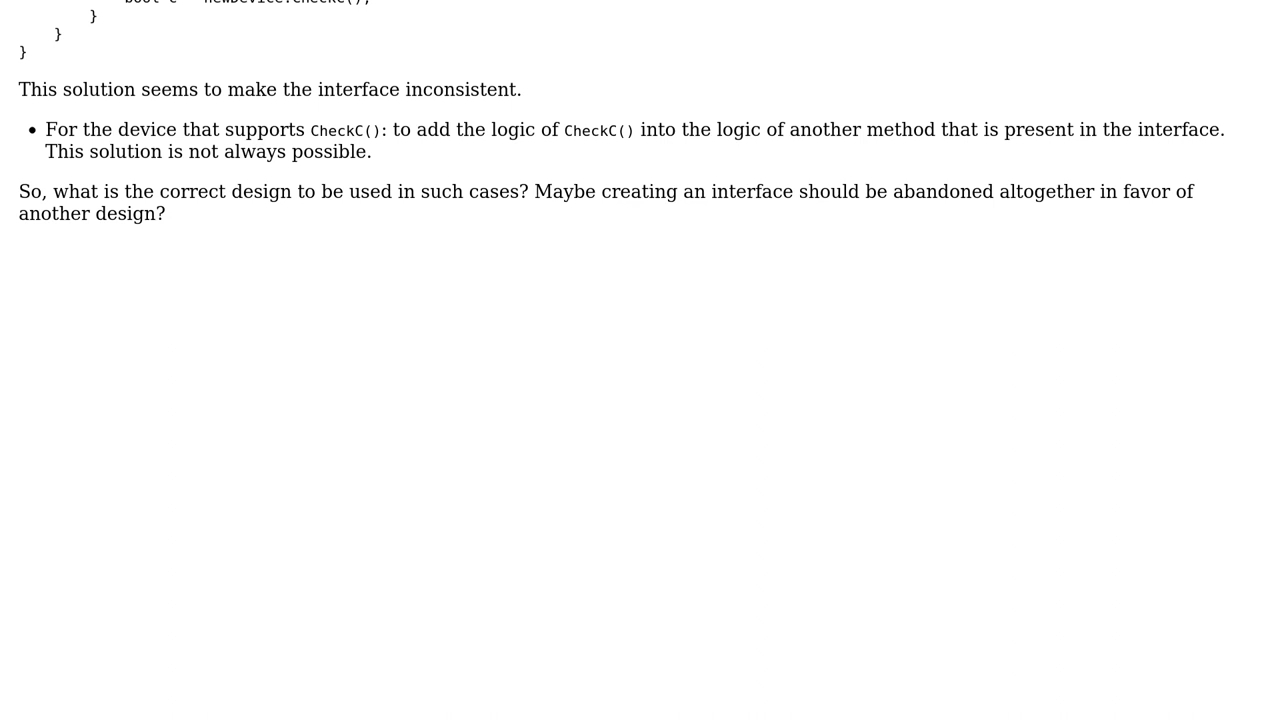 }
}
}
This solution seems to make the interface inconsistent.
• For the device that supports CheckC(): to add the logic of CheckC() into the logic of another method that is present in the interface.
This solution is not always possible.
So, what is the correct design to be used in such cases? Maybe creating an interface should be abandoned altogether in favor of
another design?